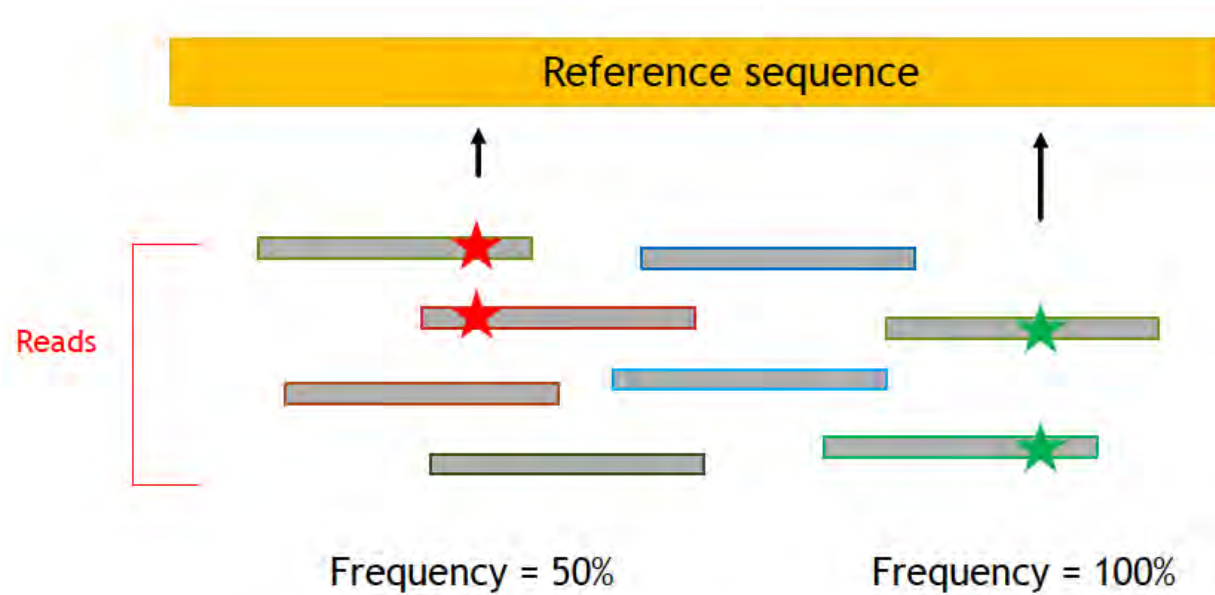 Reference sequence
Reads
Frequency = 50%
Frequency = 100%